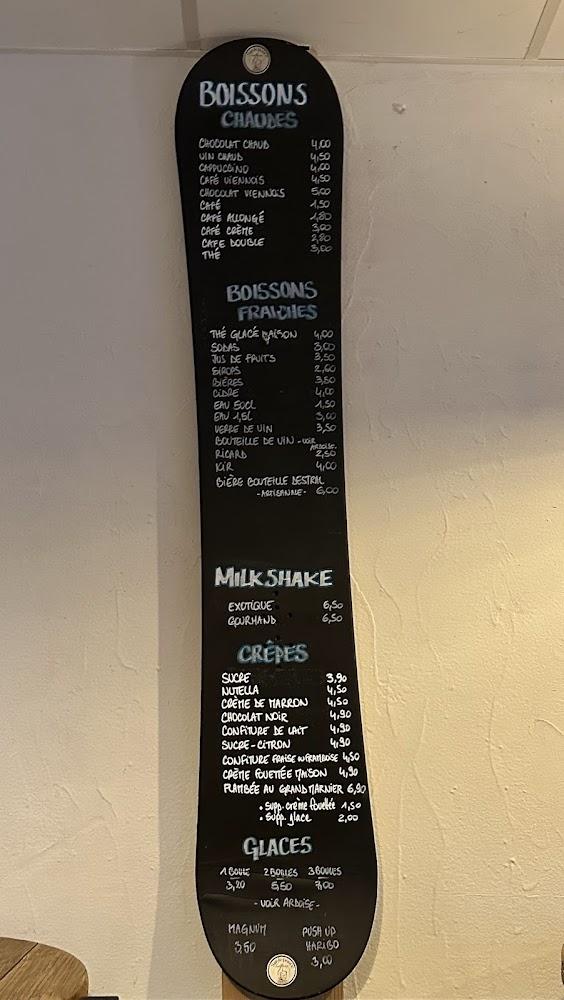 BOISSONS
CHAUDES
CHOCOLAT CHAUD 4,00
VIN CHAUD 4,50
CAPPUCCINO 4,00
CAFÉ VIENNOIS 4,50
CHOCOLAT VIENNOIS 5,00
CAFÉ 1,50
CAFÉ ALLONGÉ 1,80
CAFÉ CRÈME 3,00
CAFE DOUBLE 2,80
THÉ 3,00
BOISSONS
FRAICHES
THÉ GLACÉ MAISON 4,00
SODAS 3,00
JUS DE FRUITS 3,50
SIROPS 2,60
BIÈRES 3,50
CIDRE 4,00
EAU 50CL 1,50
EAU 1,5L 3,00
VERRE DE VIN 3,50
BOUTEILLE DE VIN - VOIR ARDOISE.
RICARD 2,50
KIR 4,00
BIÈRE BOUTEILLE DESTRAL
- ARTISANALE - 6,00
MILKSHAKE
EXOTIQUE 6,50
GOURMAND 6,50
CRÊPES
SUCRE 3,90
NUTELLA 4,50
CRÈME DE MARRON 4,50
CHOCOLAT NOIR 4,90
CONFITURE DE LAIT 4,90
SUCRE - CITRON 4,90
CONFITURE FRAISE OU FRAMBOISE 4,50
CRÈME FOUETTÉE MAISON 4,90
FLAMBÉE AU GRAND MARNIER 6,90
• Supp. crème fouettée 1,50
• Supp. glace 2,00
GLACES
1 BOULE 2 BOULES 3 BOULES
3,20 5,50 7,00
- VOIR ARDOISE -
MAGNUM PUSH UP
HARIBO
3,50 3,00